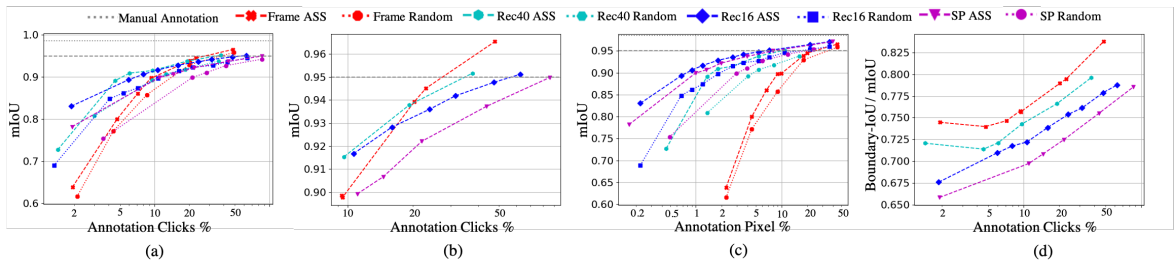 Manual Annotation Frame ASS Frame Random Rec40 ASS Rec40 Random Rec16 ASS Rec16 Random SP ASS SP Random
mIoU
1.0
0.9
0.8
0.7
0.6
2 5 10 20 50
Annotation Clicks %
(a)
mIoU
0.96
0.95
0.94
0.93
0.92
0.91
0.90
10 20 50
Annotation Clicks %
(b)
mIoU
0.95
0.90
0.85
0.80
0.75
0.70
0.65
0.60
0.2 0.5 1 2 5 10 20 50
Annotation Pixel %
(c)
Boundary-IoU / mIoU
0.825
0.800
0.775
0.750
0.725
0.700
0.675
0.650
2 5 10 20 50
Annotation Clicks %
(d)